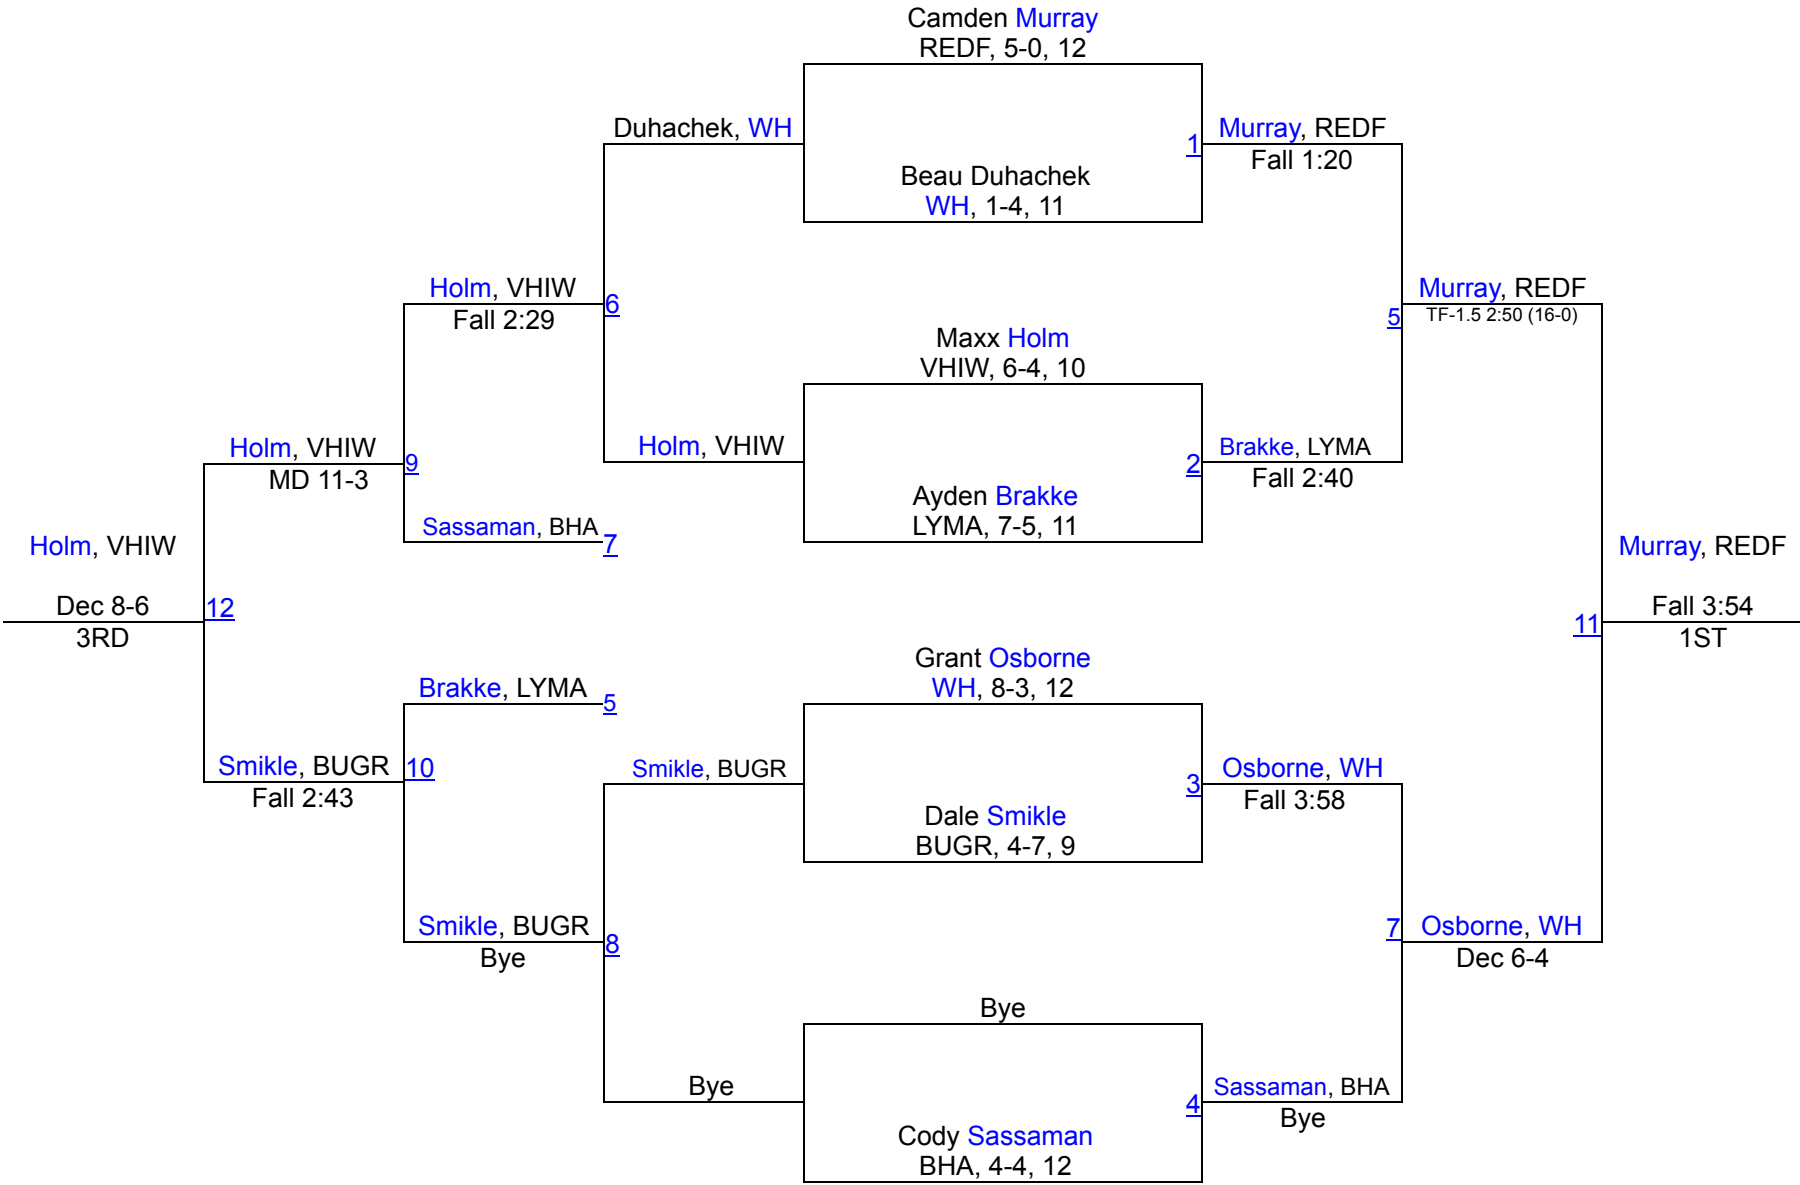 Camden Murray
REDF, 5-0, 12
Duhachek, WH
1
Murray, REDF
Fall 1:20
Beau Duhachek
WH, 1-4, 11
Holm, VHIW
Fall 2:29
6
Murray, REDF
TF-1.5 2:50 (16-0)
5
Maxx Holm
VHIW, 6-4, 10
Holm, VHIW
MD 11-3
9
Holm, VHIW
2
Brakke, LYMA
Fall 2:40
Ayden Brakke
LYMA, 7-5, 11
Sassaman, BHA
7
Holm, VHIW
Dec 8-6
3RD
12
Murray, REDF
Fall 3:54
1ST
11
Grant Osborne
WH, 8-3, 12
Brakke, LYMA
5
Smikle, BUGR
Fall 2:43
10
Smikle, BUGR
3
Osborne, WH
Fall 3:58
Dale Smikle
BUGR, 4-7, 9
Smikle, BUGR
Bye
8
7
Osborne, WH
Dec 6-4
Bye
Bye
4
Sassaman, BHA
Bye
Cody Sassaman
BHA, 4-4, 12